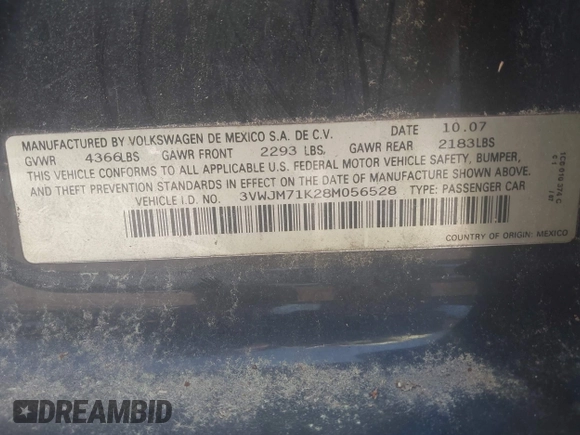 MANUFACTURED BY VOLKSWAGEN DE MEXICO S.A. DE C.V. DATE 10.07
GVWR 4366LBS GAWR FRONT 2293 LBS, GAWR REAR 2183LBS
THIS VEHICLE CONFORMS TO ALL APPLICABLE U.S. FEDERAL MOTOR VEHICLE SAFETY, BUMPER,
AND THEFT PREVENTION STANDARDS IN EFFECT ON THE DATE OF MANUFACTURE SHOWN ABOVE.
VEHICLE I.D. NO. 3VWJM71K28M056528 TYPE: PASSENGER CAR
COUNTRY OF ORIGIN: MEXICO
DREAMBID